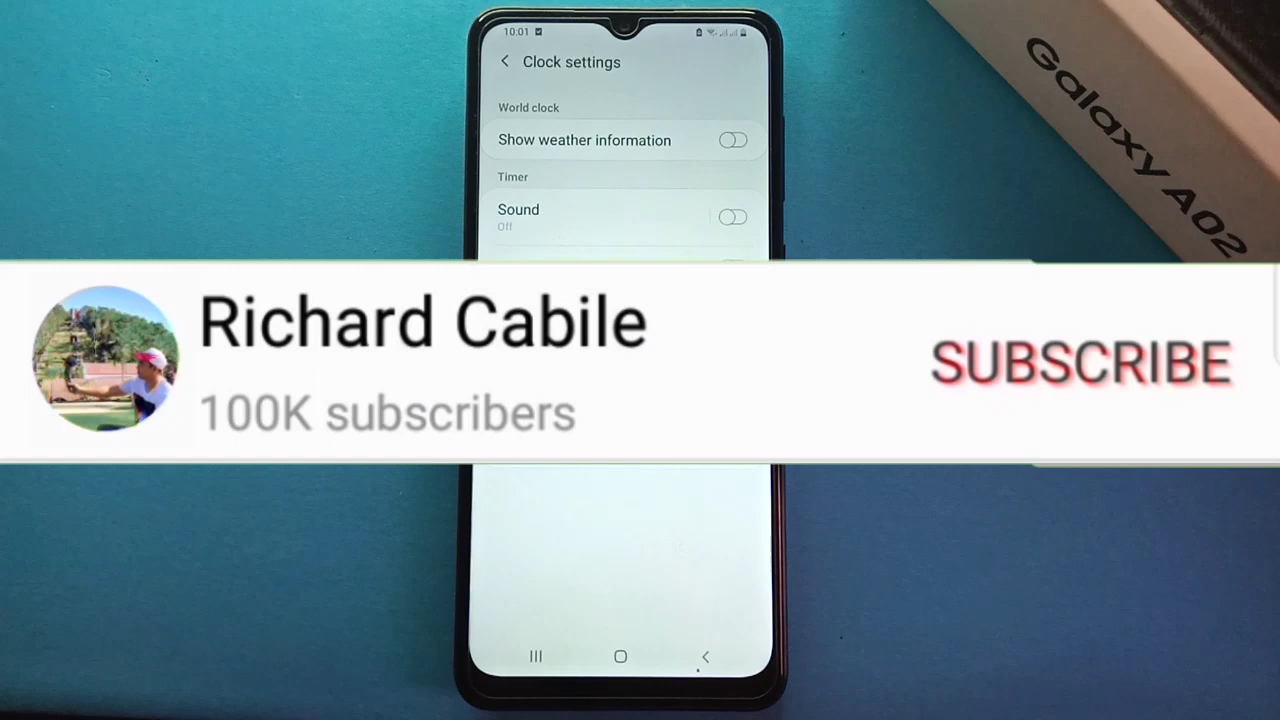 10.01
Clock settings
World clock
Show weather information
Timer
Sound
Off
Galaxy A02
Richard Cabile
100K subscribers
SUBSCRIBE